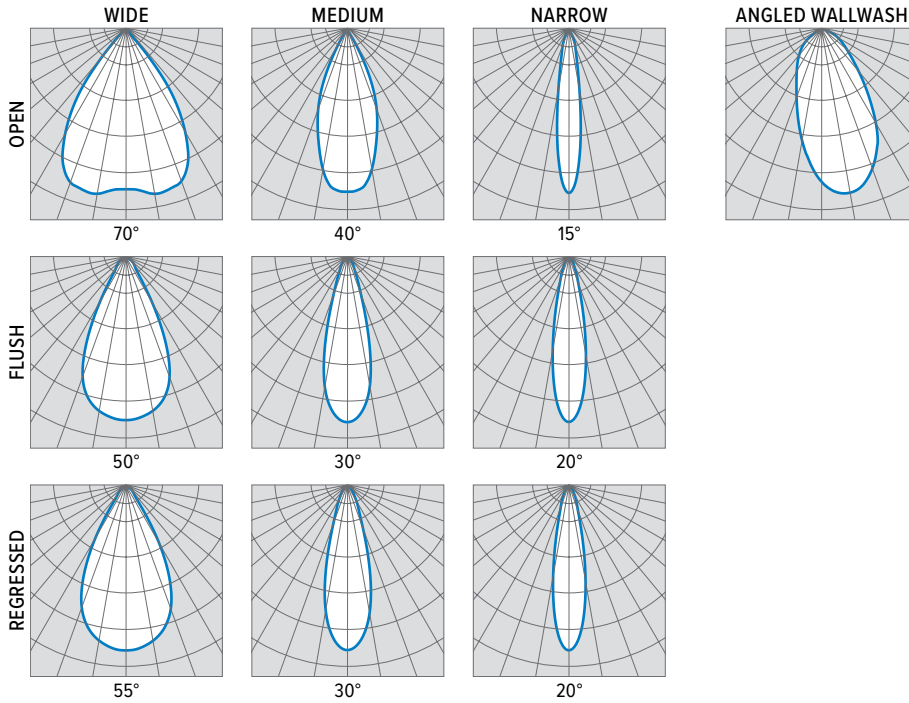 WIDE MEDIUM NARROW ANGLED WALLWASH
OPEN
70° 40° 15°
FLUSH
50° 30° 20°
REGRESSED
55° 30° 20°